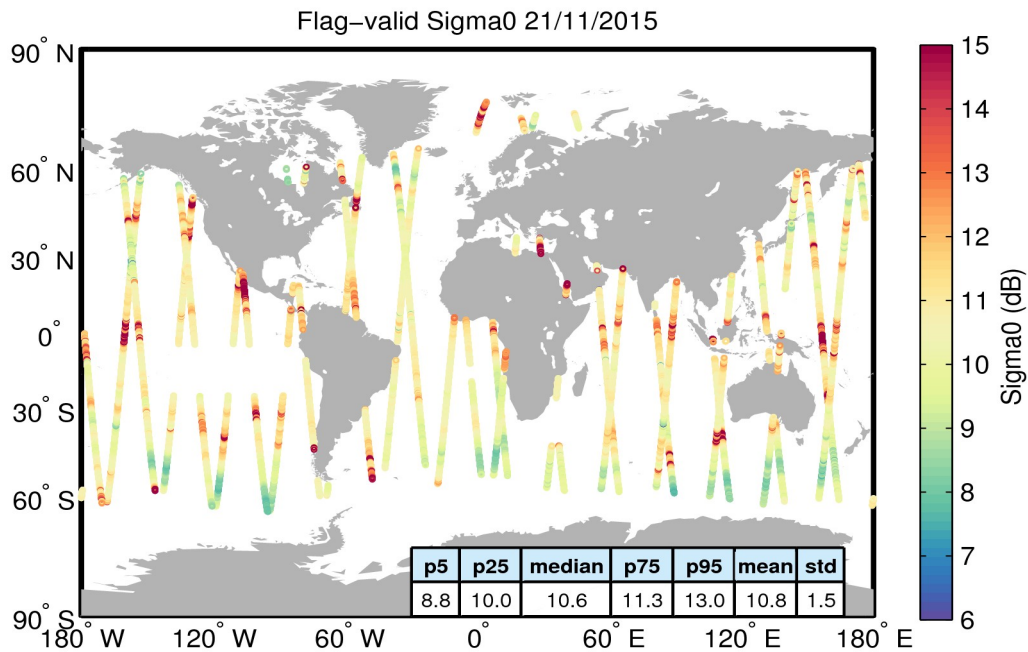 Flag−valid Sigma0 21/11/2015
90° N
60° N
30° N
0°
30° S
60° S
90° S
180° W
120° W
60° W
0°
60° E
120° E
180° E
15
14
13
12
11
10
9
8
7
6
Sigma0 (dB)
p5 p25 median p75 p95 mean std
8.8 10.0 10.6 11.3 13.0 10.8 1.5